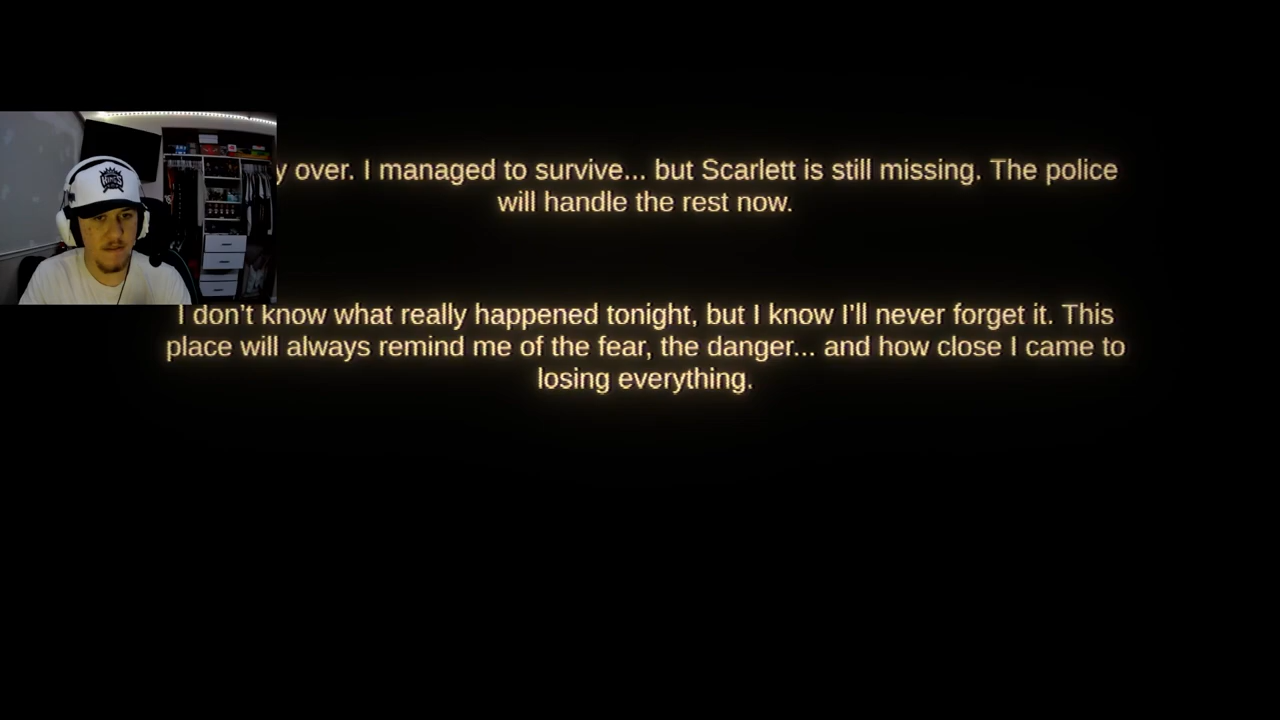 y over. I managed to survive... but Scarlett is still missing. The police
will handle the rest now.
I don't know what really happened tonight, but I know I'll never forget it. This
place will always remind me of the fear, the danger... and how close I came to
losing everything.
KINGS